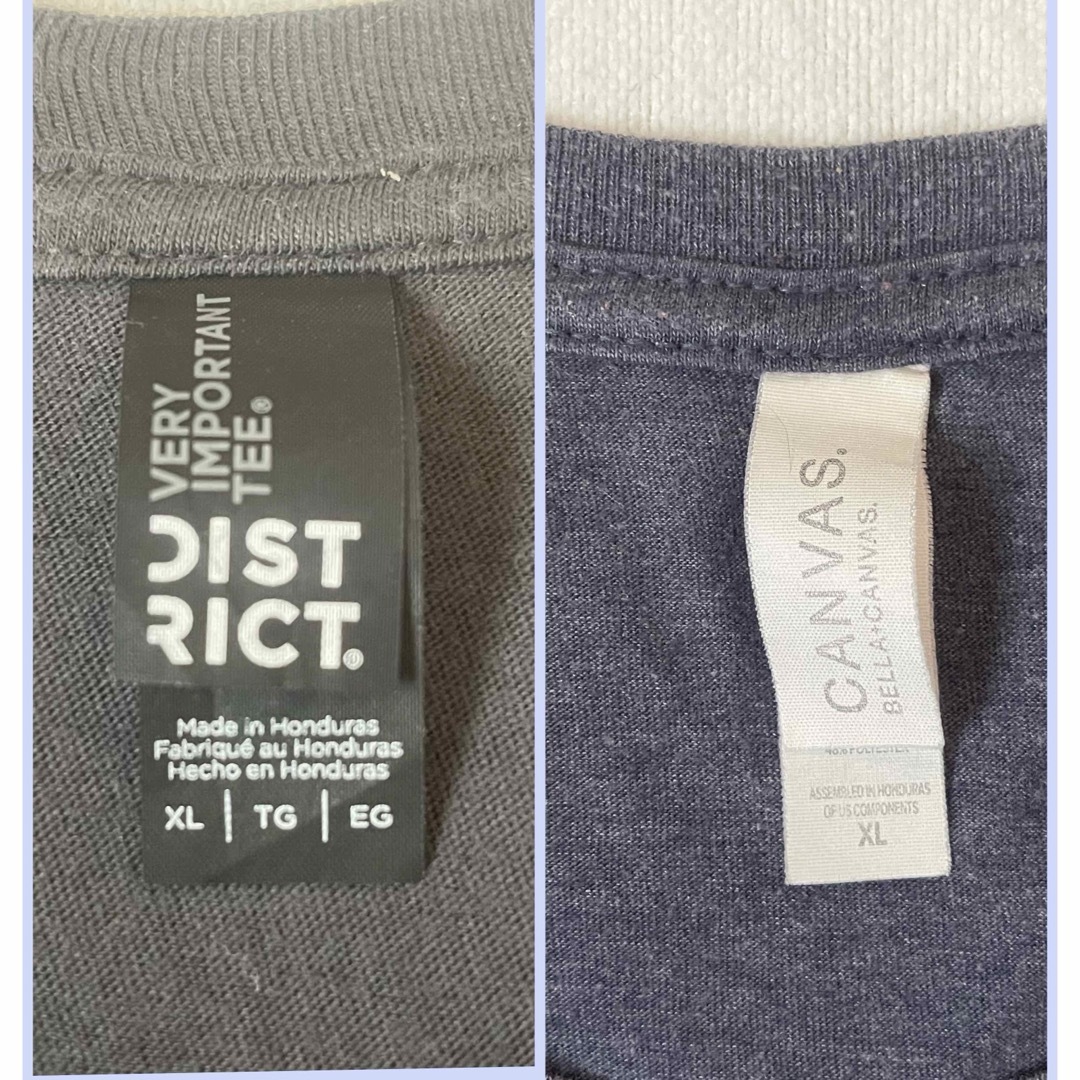 VERY
IMPORTANT
TEE®
DIST
RICT®
Made in Honduras
Fabriqué au Honduras
Hecho en Honduras
XL | TG | EG
CANVAS.
BELLA+CANVAS.
POLYESTER
ASSEMBLED IN HONDURAS
OF US COMPONENTS
XL